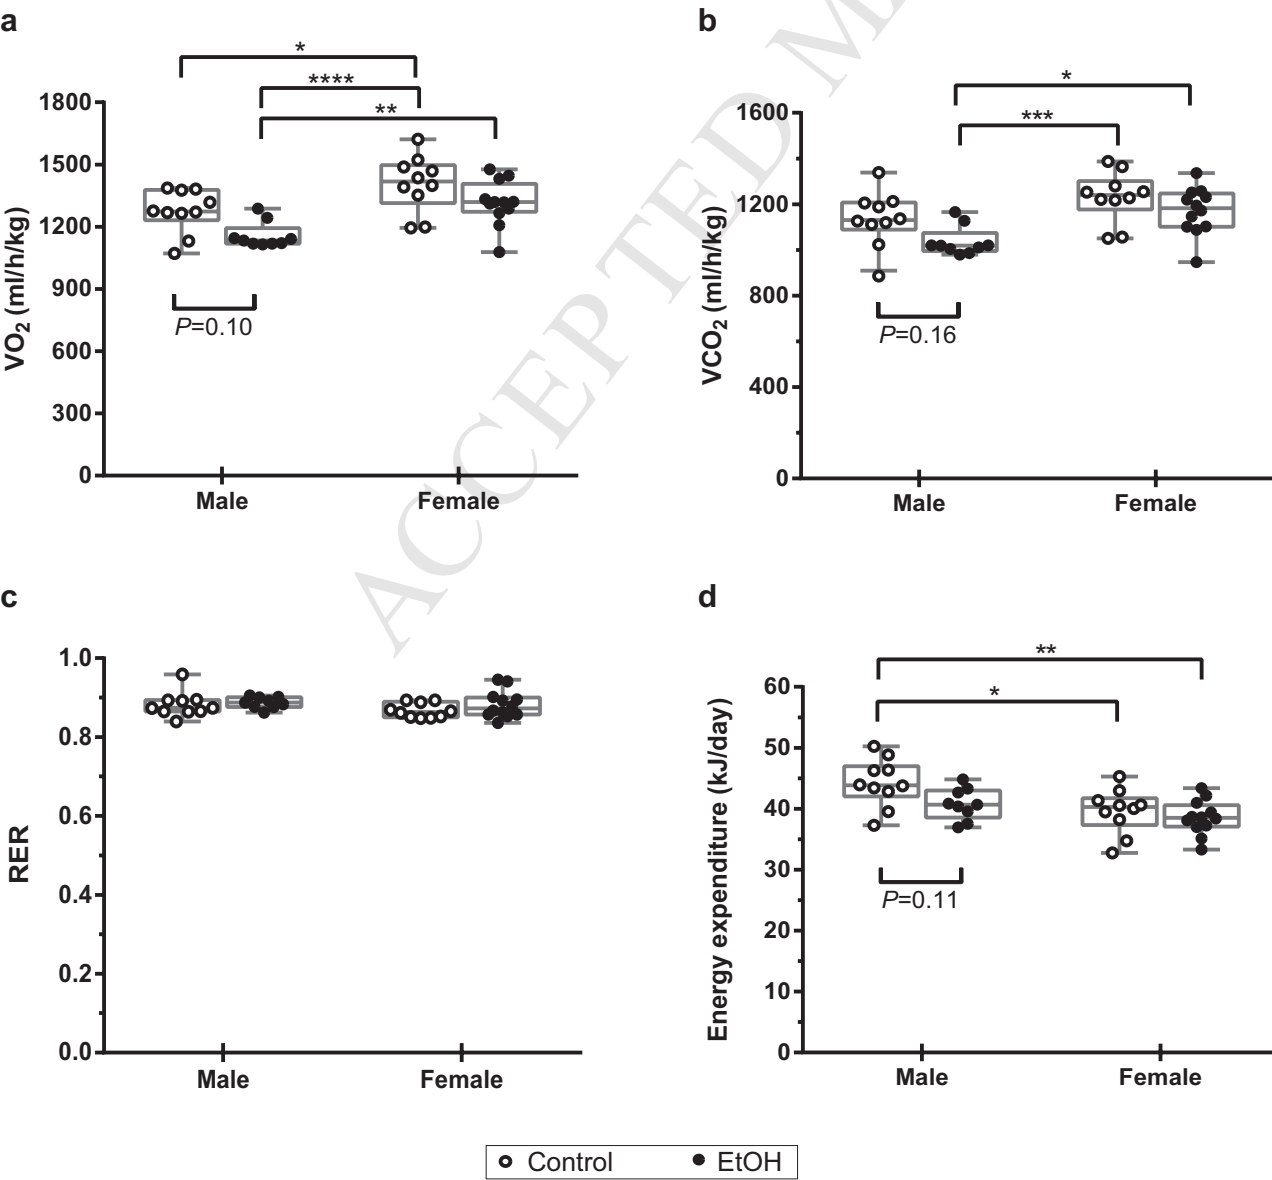 a
*
****
**
1800
1500
1200
900
600
300
0
VO2 (ml/h/kg)
P=0.10
Male
Female
b
*
***
1600
1200
800
400
0
VCO2 (ml/h/kg)
P=0.16
Male
Female
ACCEPTED MA
c
1.0
0.8
0.6
0.4
0.2
0.0
RER
Male
Female
d
**
*
60
50
40
30
20
10
0
Energy expenditure (kJ/day)
P=0.11
Male
Female
Control
EtOH